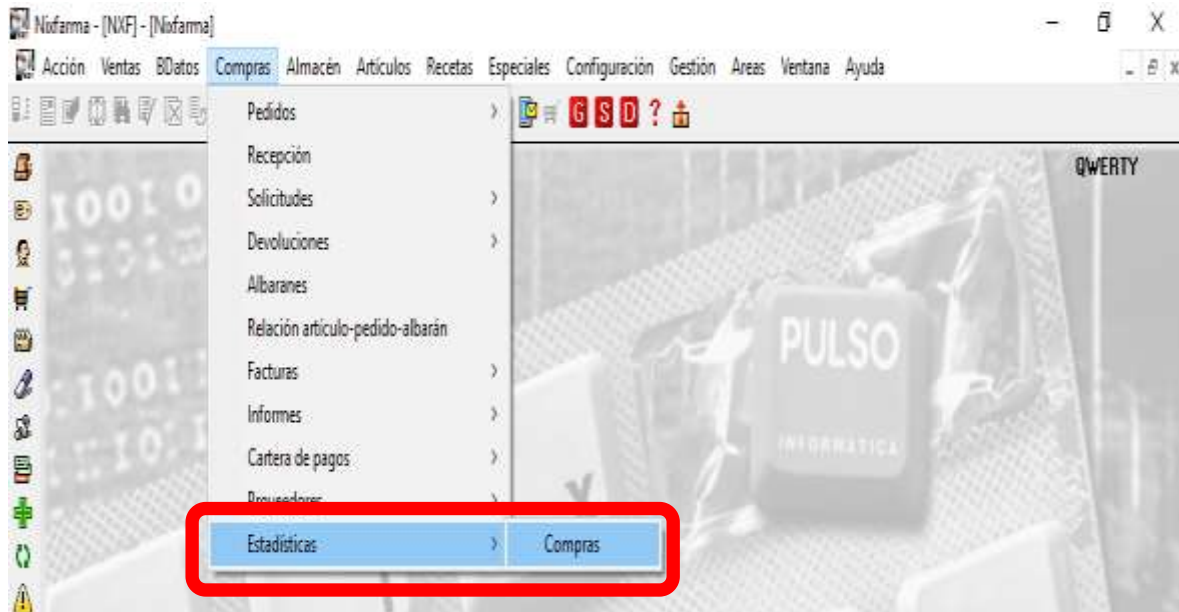 Nixfarma - [NXF] - [Nixfarma]
Acción Ventas BDatos Compras Almacén Artículos Recetas Especiales Configuración Gestión Areas Ventana Ayuda
G S D ?
Pedidos
Recepción
QWERTY
Solicitudes
Devoluciones
Albaranes
Relación artículo-pedido-albarán
PULSO
Facturas
Informes
INFORMATICA
Cartera de pagos
Proveedores
Estadísticas Compras